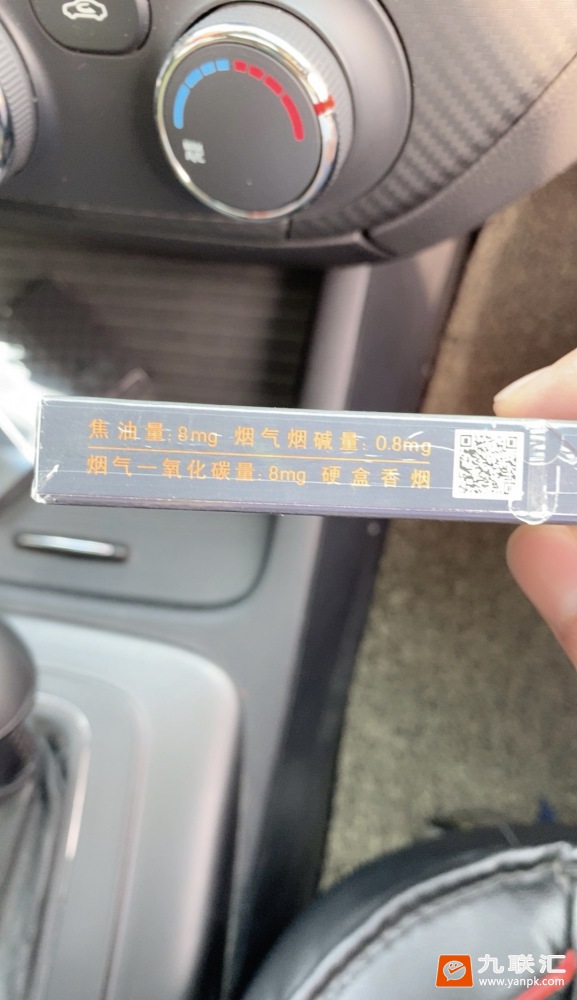 焦油量: 8mg 烟气烟碱量: 0.8mg
烟气一氧化碳量: 8mg 硬盒香烟
九联汇
www.yanpk.com